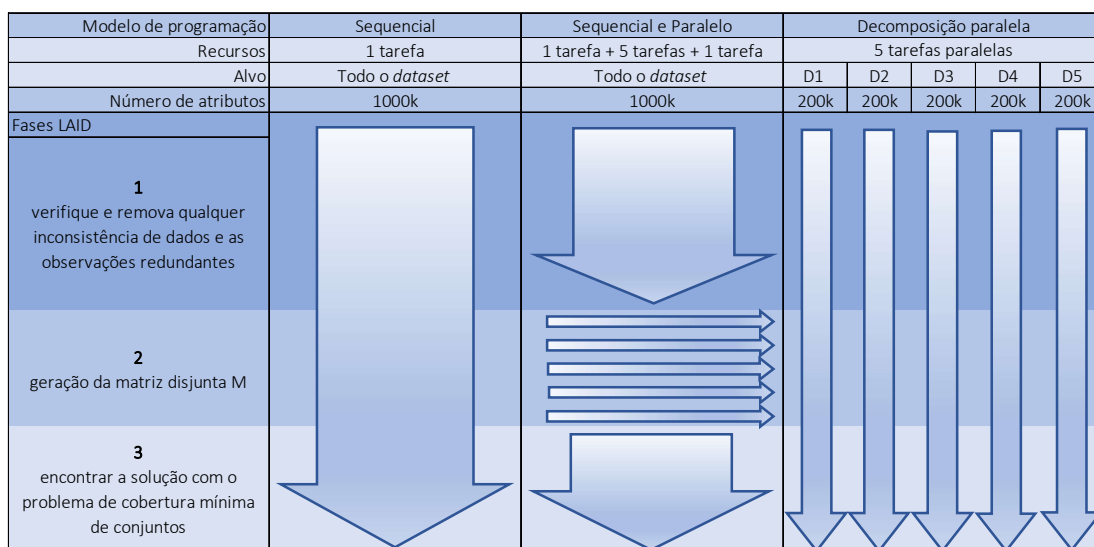 Modelo de programação Sequencial Sequencial e Paralelo Decomposição paralela
Recursos 1 tarefa 1 tarefa + 5 tarefas + 1 tarefa 5 tarefas paralelas
Alvo Todo o dataset Todo o dataset D1 D2 D3 D4 D5
Número de atributos 1000k 1000k 200k 200k 200k 200k 200k
Fases LAID
1
verifique e remova qualquer
inconsistência de dados e as
observações redundantes
2
geração da matriz disjunta M
3
encontrar a solução com o
problema de cobertura mínima
de conjuntos